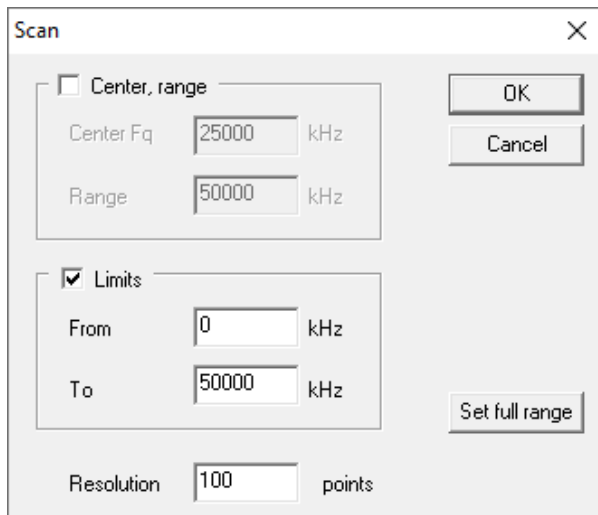 Scan
Center, range
Center Fq 25000 kHz
Range 50000 kHz
OK
Cancel
Limits
From 0 kHz
To 50000 kHz
Set full range
Resolution 100 points